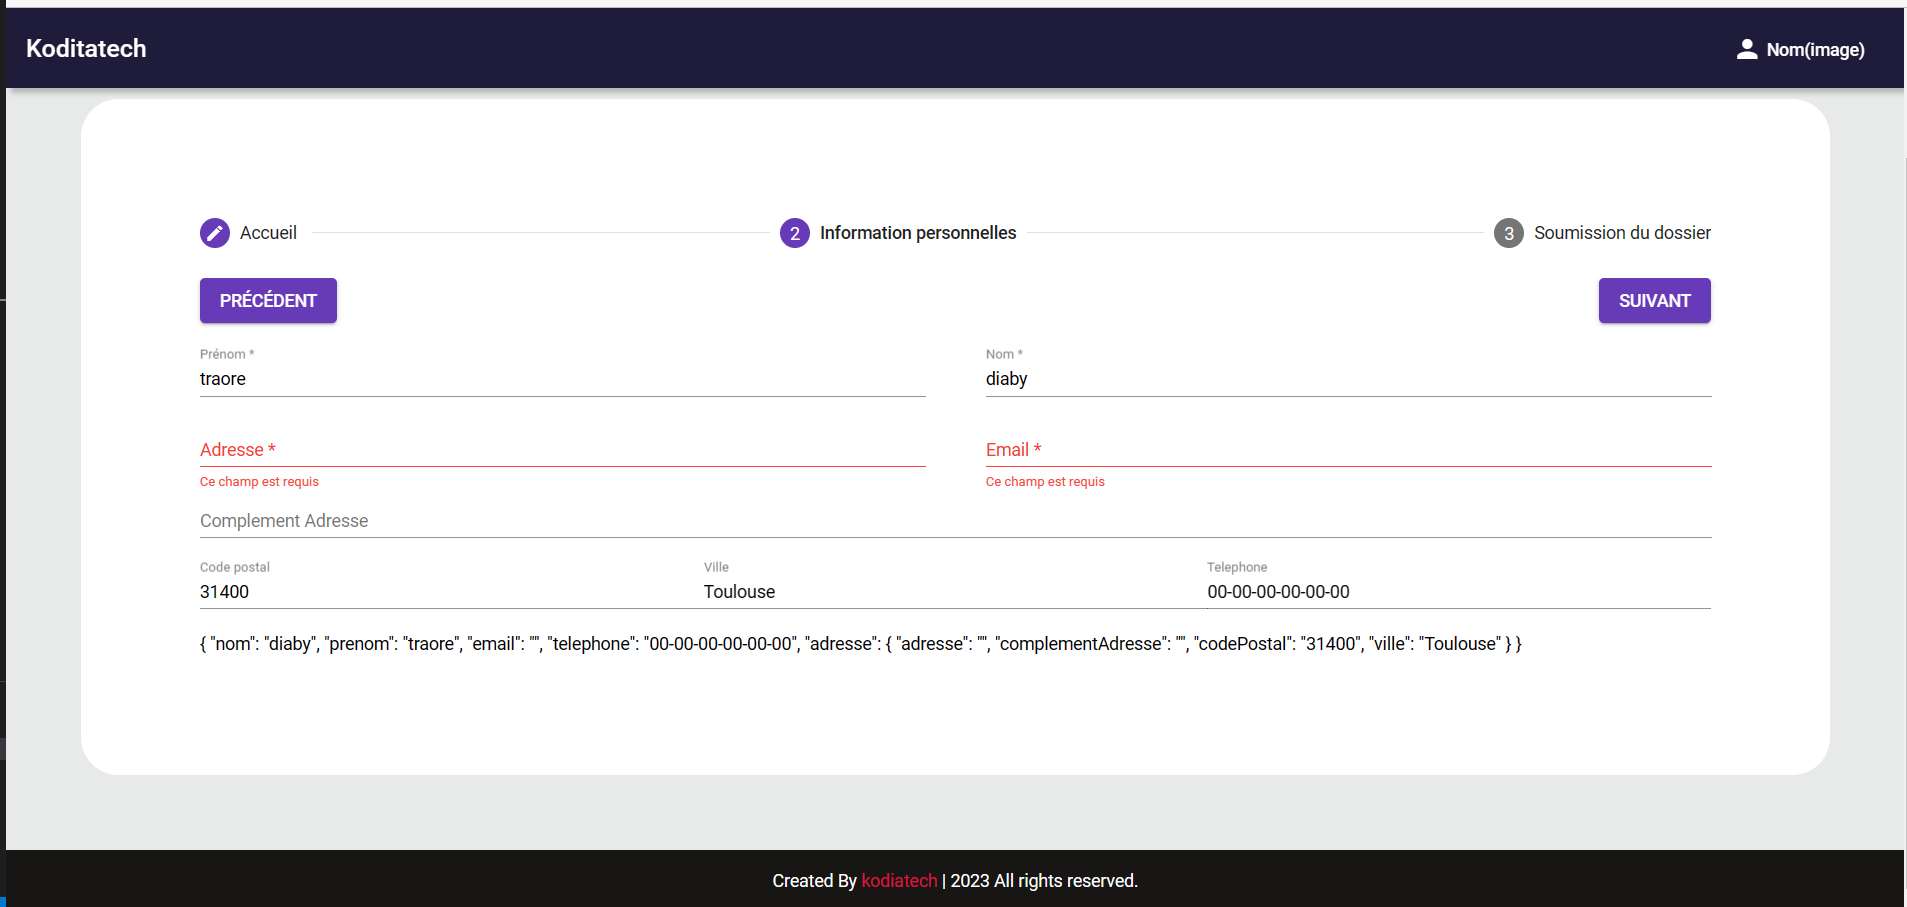 Koditatech
Nom(image)
Accueil
2 Information personnelles
3 Soumission du dossier
PRÉCÉDENT
SUIVANT
Prénom *
traore
Nom *
diaby
Adresse *
Ce champ est requis
Email *
Ce champ est requis
Complement Adresse
Code postal
31400
Ville
Toulouse
Telephone
00-00-00-00-00-00
{ "nom": "diaby", "prenom": "traore", "email": "", "telephone": "00-00-00-00-00-00", "adresse": { "adresse": "", "complementAdresse": "", "codePostal": "31400", "ville": "Toulouse" } }
Created By kodiatech | 2023 All rights reserved.